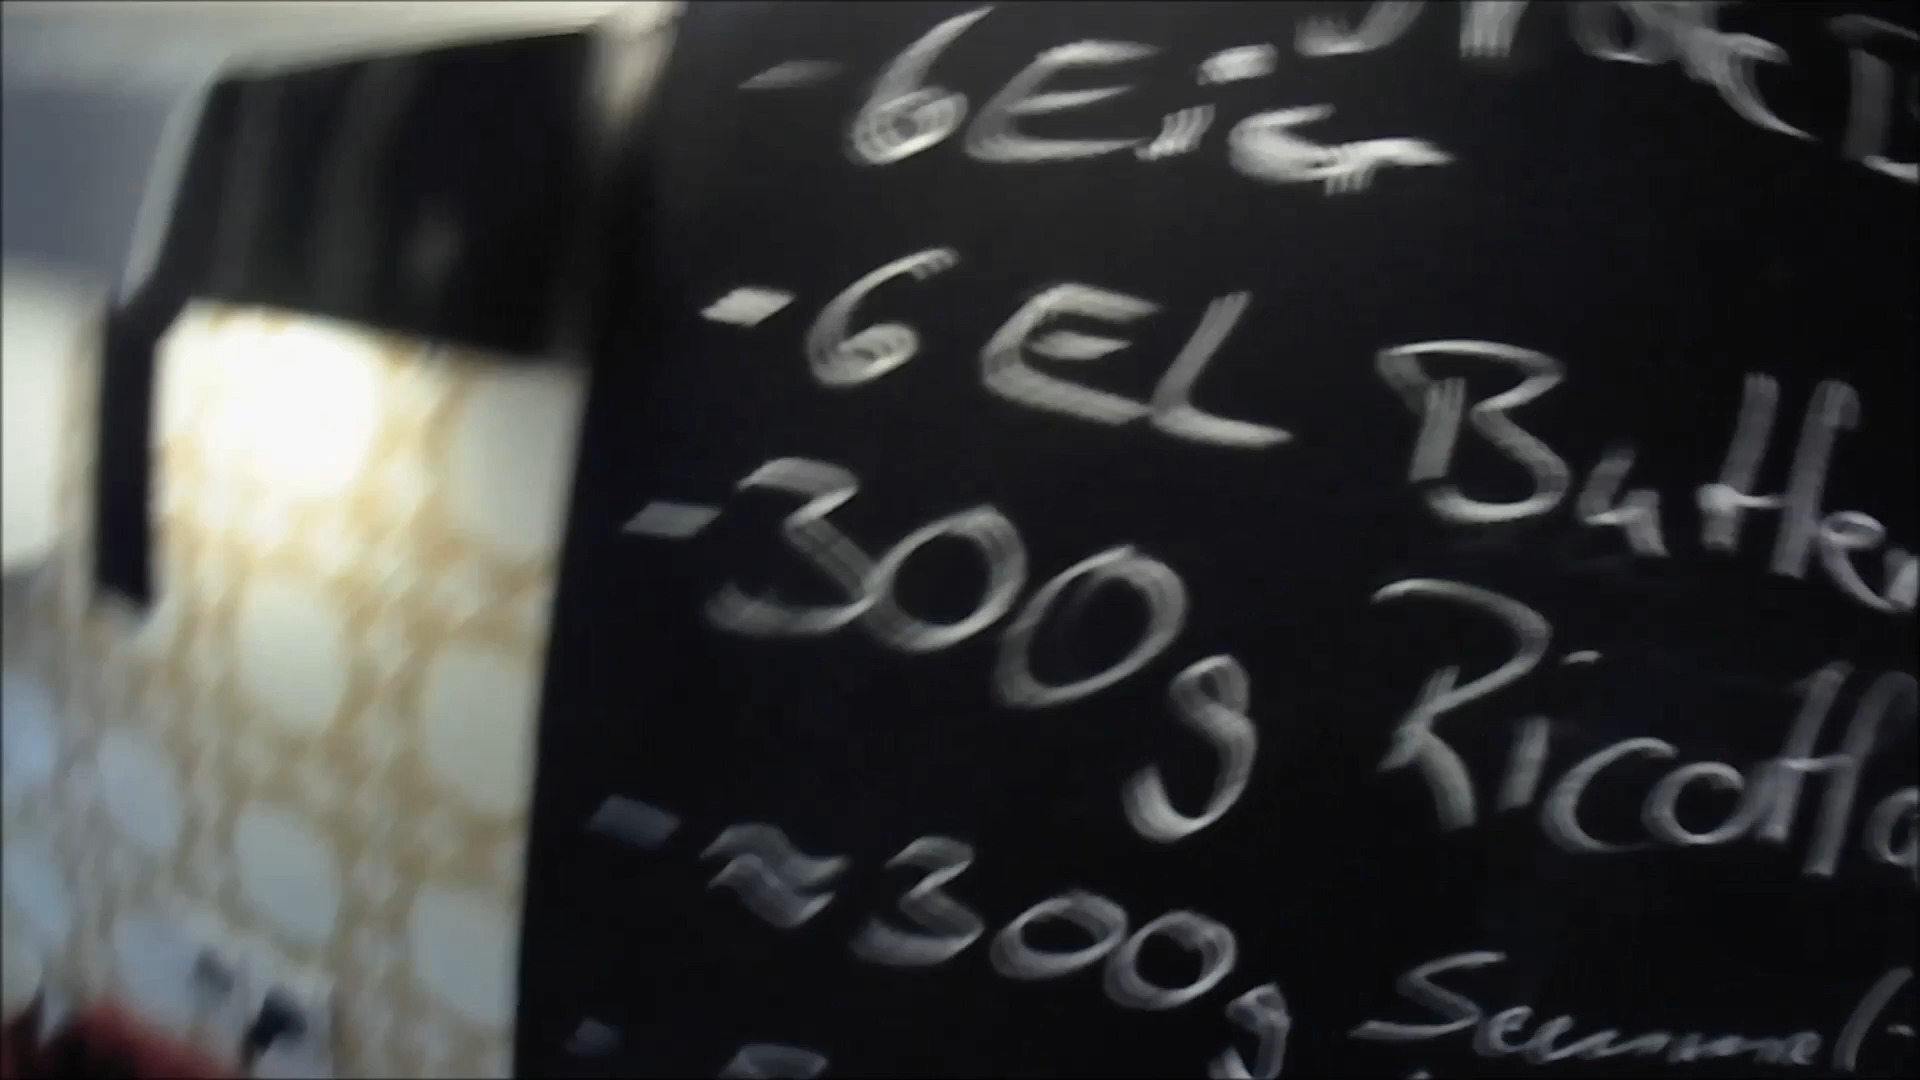 - 6 Eier
- 6 EL Butter
- 300g Ricotta
- ≈300g Semmel-